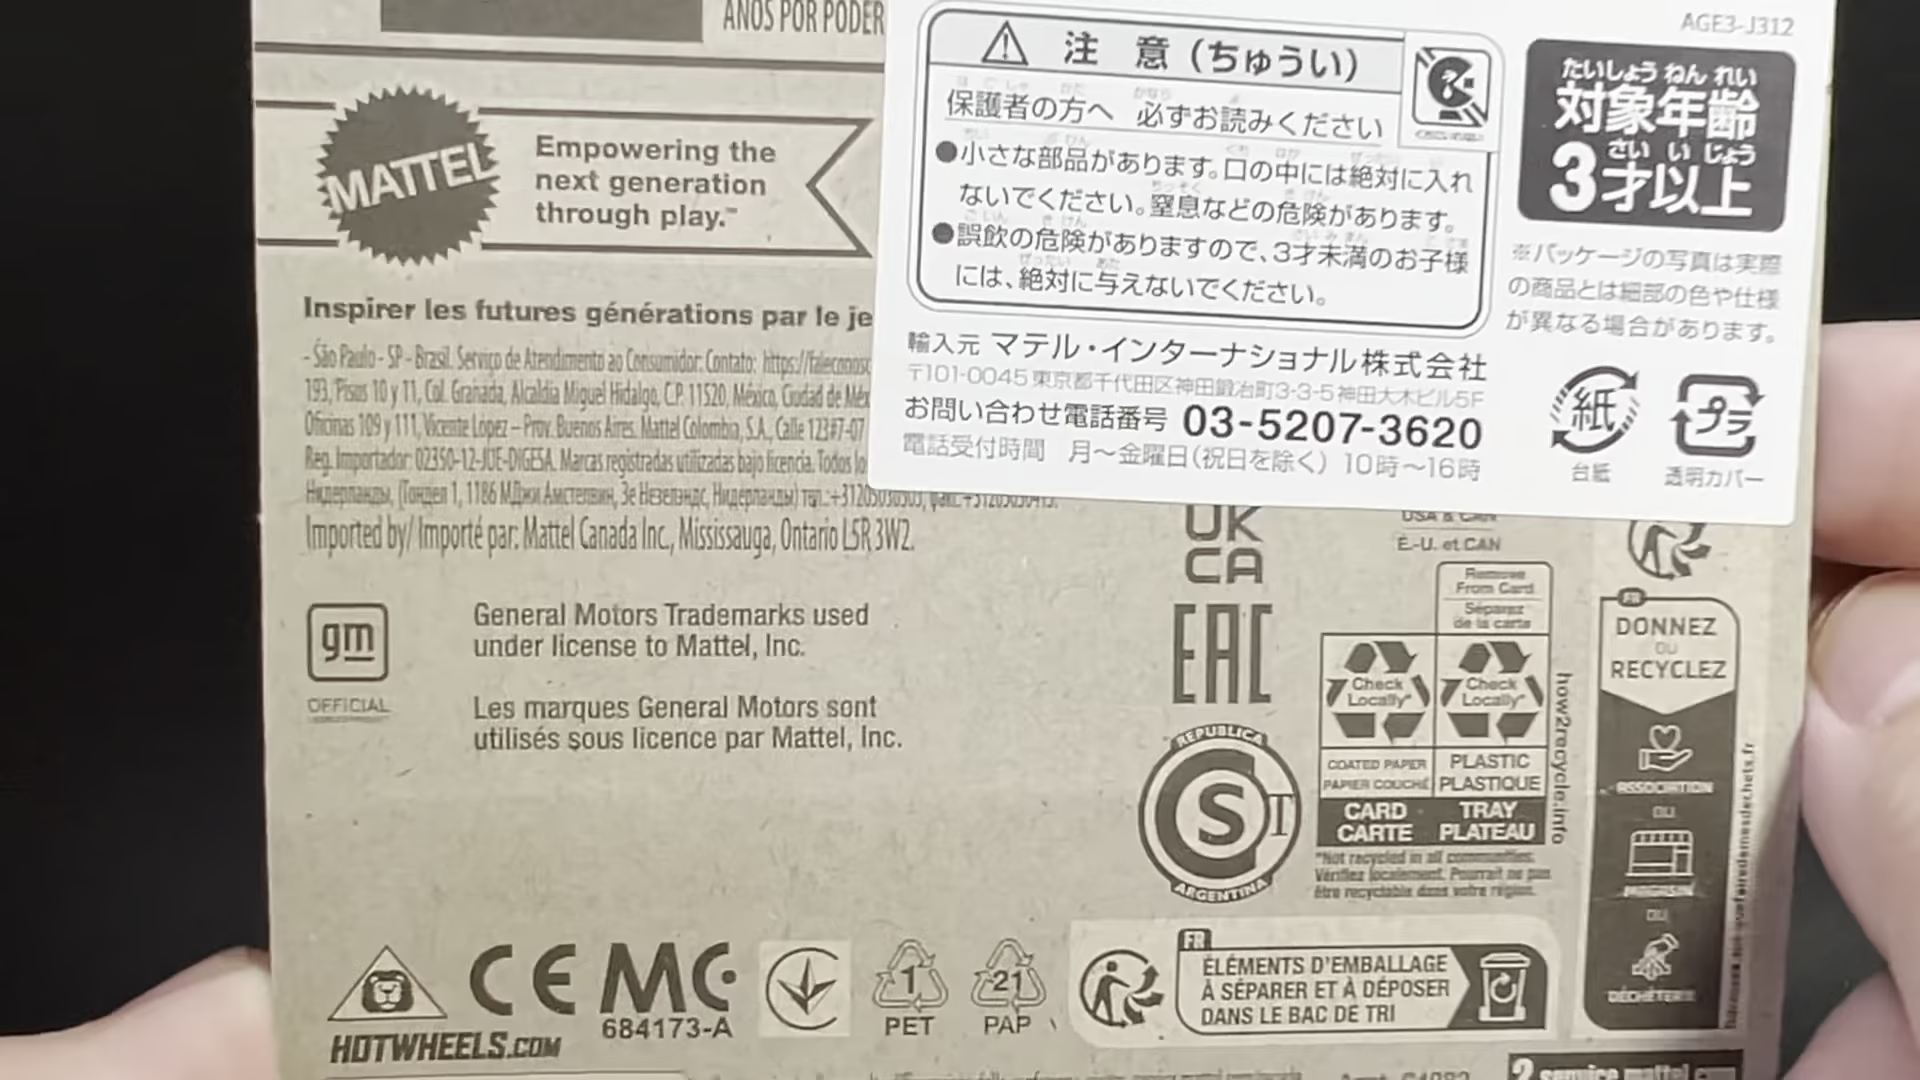 AÑOS POR PODER
MATTEL
Empowering the
next generation
through play.™
Inspirer les futures générations par le je
- São Paulo - SP - Brasil. Serviço de Atendimento ao Consumidor: Contato: https://faleconosc
193, Pisos 10 y 11, Col. Granada, Alcaldía Miguel Hidalgo, C.P. 11520, México, Ciudad de Méx
Oficinas 109 y 111, Vicente López – Prov. Buenos Aires. Mattel Colombia, S.A., Calle 123#7-07
Reg. Importador: 02350-12-JUE-DIGESA. Marcas registradas utilizadas bajo licencia. Todos lo
Imported by/ Importé par: Mattel Canada Inc., Mississauga, Ontario L5R 3W2.
gm
OFFICIAL
General Motors Trademarks used
under license to Mattel, Inc.
Les marques General Motors sont
utilisés sous licence par Mattel, Inc.
AGE3-J312
注 意(ちゅうい)
保護者の方へ 必ずお読みください
●小さな部品があります。口の中には絶対に入れ
ないでください。窒息などの危険があります。
●誤飲の危険がありますので、3才未満のお子様
には、絶対に与えないでください。
たいしょう ねん れい
対象年齢
さい い じょう
3才以上
※パッケージの写真は実際
の商品とは細部の色や仕様
が異なる場合があります。
輸入元 マテル・インターナショナル株式会社
〒101-0045 東京都千代田区神田鍛冶町3-3-5 神田大木ビル5F
お問い合わせ電話番号 03-5207-3620
電話受付時間 月〜金曜日(祝日を除く) 10時〜16時
紙
台紙
プラ
透明カバー
UK
CA
EAC
REPUBLICA
S T
ARGENTINA
USA & CAN
É.-U. et CAN
Remove
From Card
Séparez
de la carte
Check
Locally*
Check
Locally*
COATED PAPER
PAPIER COUCHÉ
PLASTIC
PLASTIQUE
CARD
CARTE
TRAY
PLATEAU
how2recycle.info
*Not recycled in all communities.
Vérifiez localement. Pourrait ne pas
être recyclable dans votre région.
FR
DONNEZ
OU
RECYCLEZ
ASSOCIATION
OU
MAGASIN
OU
DÉCHÈTERIE
HOTWHEELS.COM
CE
MC
684173-A
1
PET
21
PAP
FR
ÉLÉMENTS D'EMBALLAGE
À SÉPARER ET À DÉPOSER
DANS LE BAC DE TRI
service.mattel.com